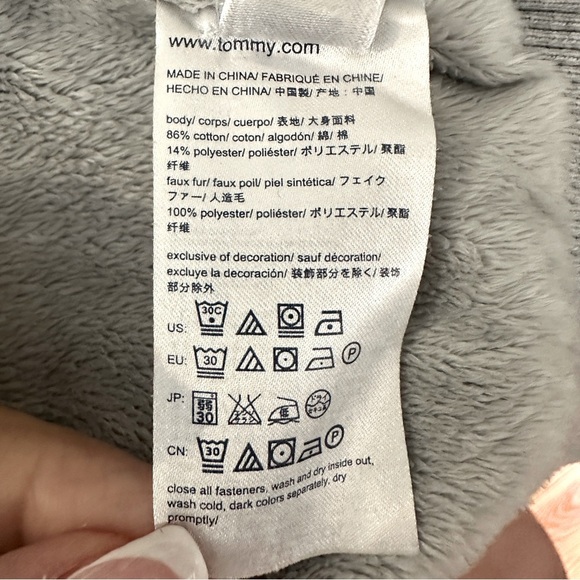 www.tommy.com
MADE IN CHINA/ FABRIQUÉ EN CHINE/
HECHO EN CHINA/ 中国製/ 产地：中国
body/ corps/ cuerpo/ 表地/ 大身面料
86% cotton/ coton/ algodón/ 綿/ 棉
14% polyester/ poliéster/ ポリエステル/ 聚酯
纤维
faux fur/ faux poil/ piel sintética/ フェイク
ファー/ 人造毛
100% polyester/ poliéster/ ポリエステル/ 聚酯
纤维
exclusive of decoration/ sauf décoration/
excluye la decoración/ 装飾部分を除く/ 装饰
部分除外
US: 30C
EU: 30 P
JP: 30 低 ドライ
CN: 30 P
close all fasteners, wash and dry inside out,
wash cold, dark colors separately, dry
promptly/